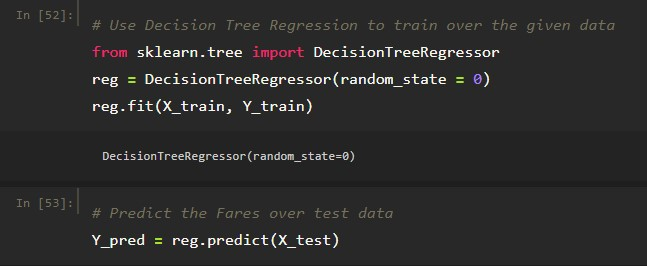 In [52]:
# Use Decision Tree Regression to train over the given data
from sklearn.tree import DecisionTreeRegressor
reg = DecisionTreeRegressor(random_state = 0)
reg.fit(X_train, Y_train)
DecisionTreeRegressor(random_state=0)
In [53]:
# Predict the Fares over test data
Y_pred = reg.predict(X_test)